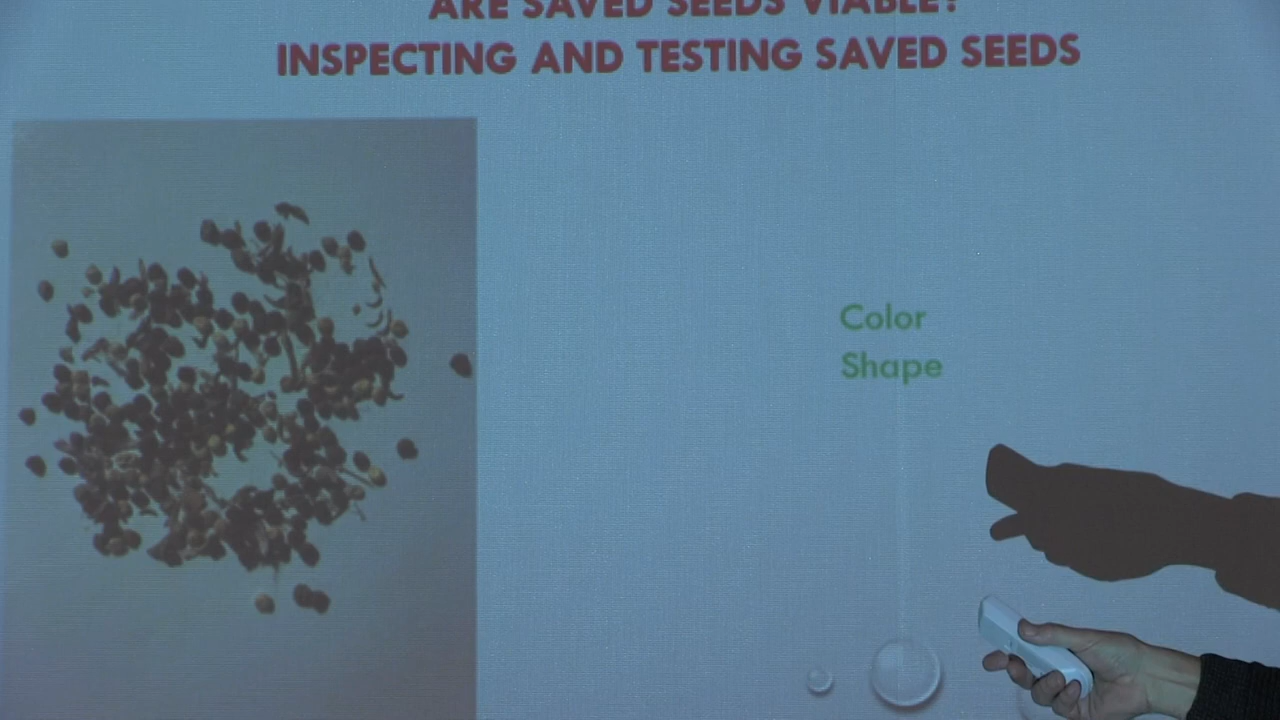 ARE SAVED SEEDS VIABLE?
INSPECTING AND TESTING SAVED SEEDS
Color
Shape